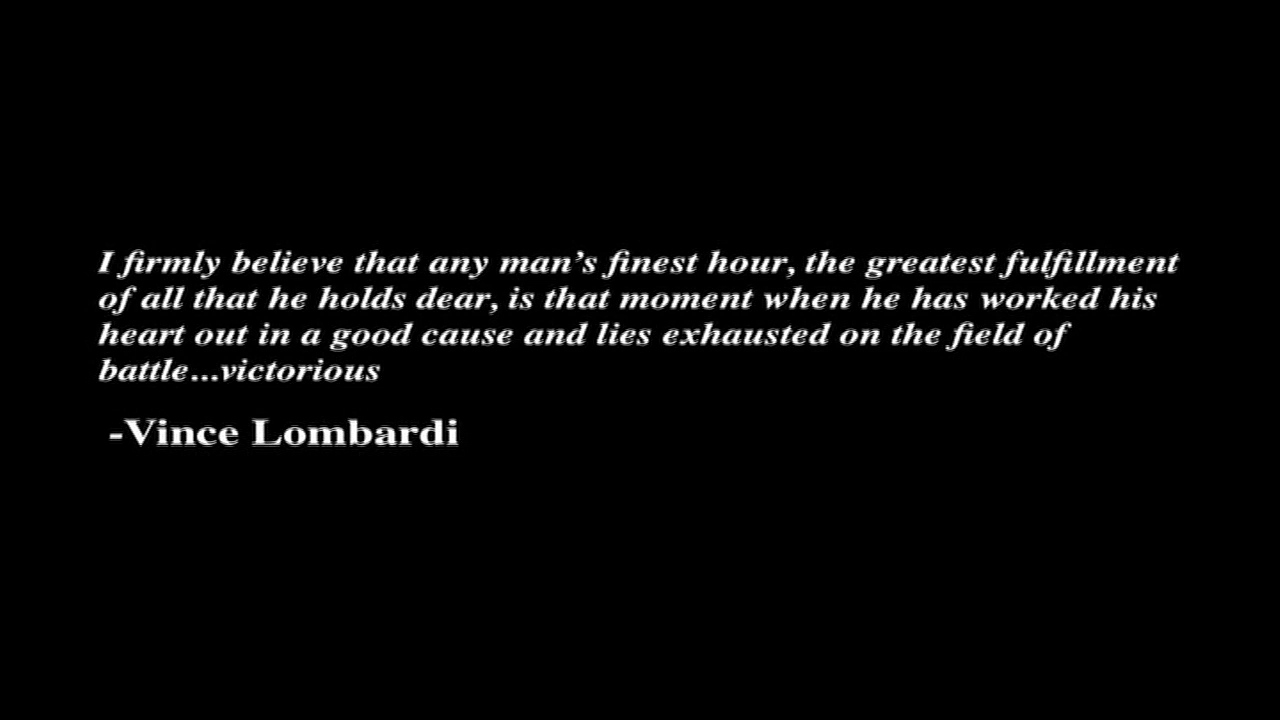 I firmly believe that any man’s finest hour, the greatest fulfillment
of all that he holds dear, is that moment when he has worked his
heart out in a good cause and lies exhausted on the field of
battle...victorious
-Vince Lombardi